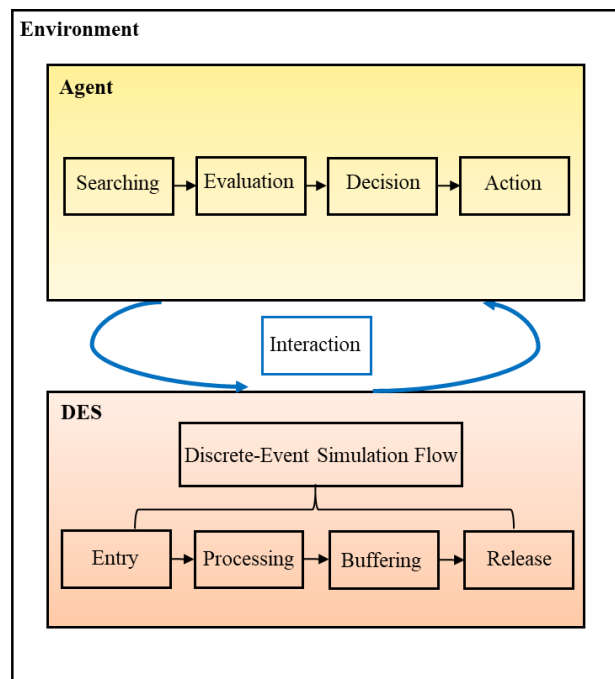 Environment
Agent
Searching
Evaluation
Decision
Action
Interaction
DES
Discrete-Event Simulation Flow
Entry
Processing
Buffering
Release